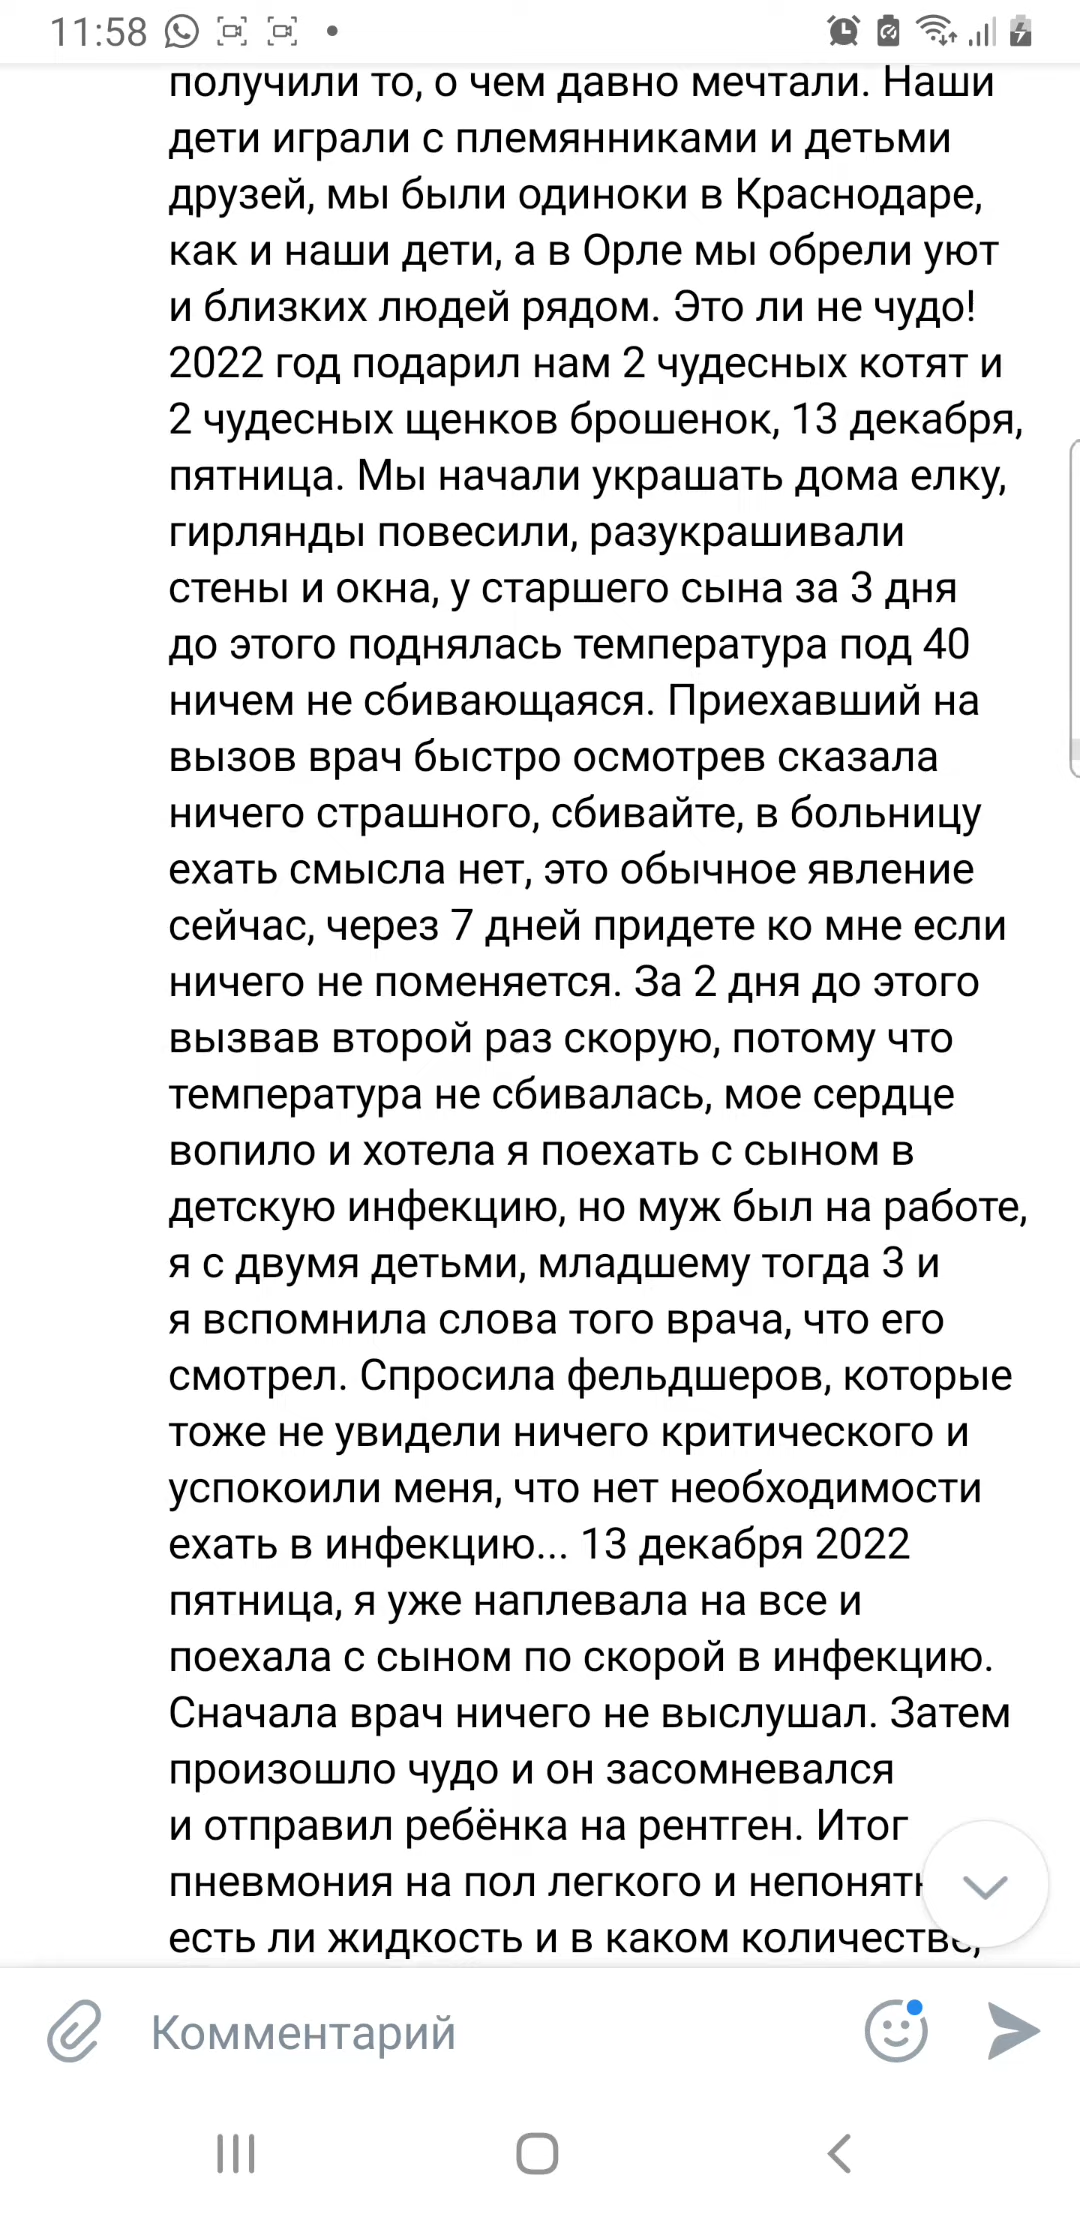 11:58
получили то, о чем давно мечтали. Наши
дети играли с племянниками и детьми
друзей, мы были одиноки в Краснодаре,
как и наши дети, а в Орле мы обрели уют
и близких людей рядом. Это ли не чудо!
2022 год подарил нам 2 чудесных котят и
2 чудесных щенков брошенок, 13 декабря,
пятница. Мы начали украшать дома елку,
гирлянды повесили, разукрашивали
стены и окна, у старшего сына за 3 дня
до этого поднялась температура под 40
ничем не сбивающаяся. Приехавший на
вызов врач быстро осмотрев сказала
ничего страшного, сбивайте, в больницу
ехать смысла нет, это обычное явление
сейчас, через 7 дней придете ко мне если
ничего не поменяется. За 2 дня до этого
вызвав второй раз скорую, потому что
температура не сбивалась, мое сердце
вопило и хотела я поехать с сыном в
детскую инфекцию, но муж был на работе,
я с двумя детьми, младшему тогда 3 и
я вспомнила слова того врача, что его
смотрел. Спросила фельдшеров, которые
тоже не увидели ничего критического и
успокоили меня, что нет необходимости
ехать в инфекцию... 13 декабря 2022
пятница, я уже наплевала на все и
поехала с сыном по скорой в инфекцию.
Сначала врач ничего не выслушал. Затем
произошло чудо и он засомневался
и отправил ребёнка на рентген. Итог
пневмония на пол легкого и
есть ли жидкость и в каком количестве,
Комментарий